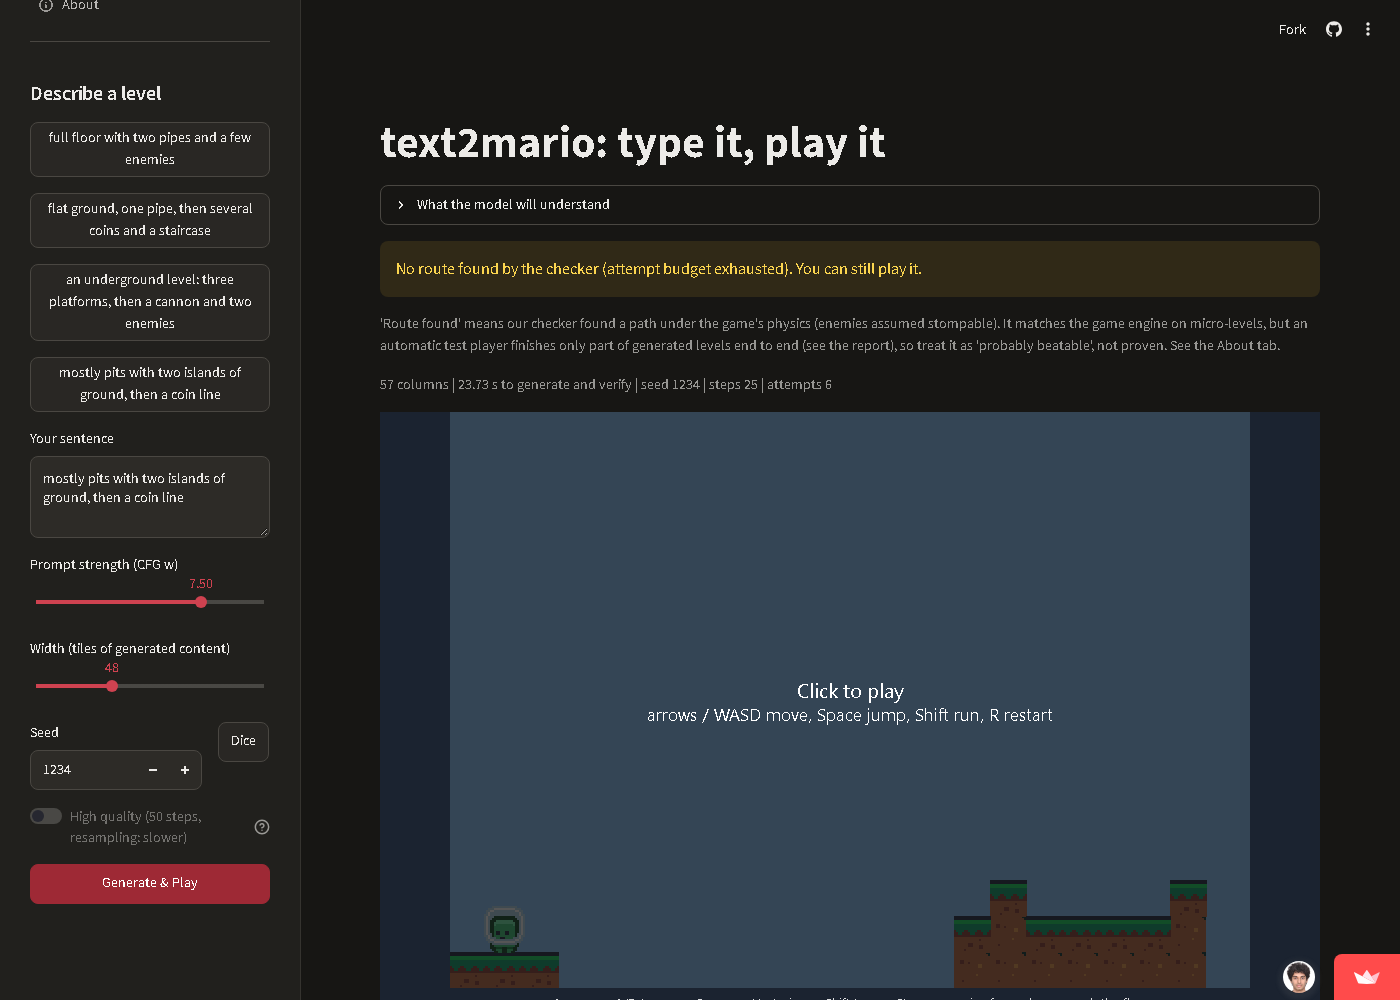 About
Describe a level
full floor with two pipes and a few
enemies
flat ground, one pipe, then several
coins and a staircase
an underground level: three
platforms, then a cannon and two
enemies
mostly pits with two islands of
ground, then a coin line
Your sentence
mostly pits with two islands of
ground, then a coin line
Prompt strength (CFG w)
7.50
Width (tiles of generated content)
48
Seed
Dice
1234
High quality (50 steps,
resampling: slower)
Generate & Play
Fork
text2mario: type it, play it
What the model will understand
No route found by the checker (attempt budget exhausted). You can still play it.
'Route found' means our checker found a path under the game's physics (enemies assumed stompable). It matches the game engine on micro-levels, but an
automatic test player finishes only part of generated levels end to end (see the report), so treat it as 'probably beatable', not proven. See the About tab.
57 columns | 23.73 s to generate and verify | seed 1234 | steps 25 | attempts 6
Click to play
arrows / WASD move, Space jump, Shift run, R restart